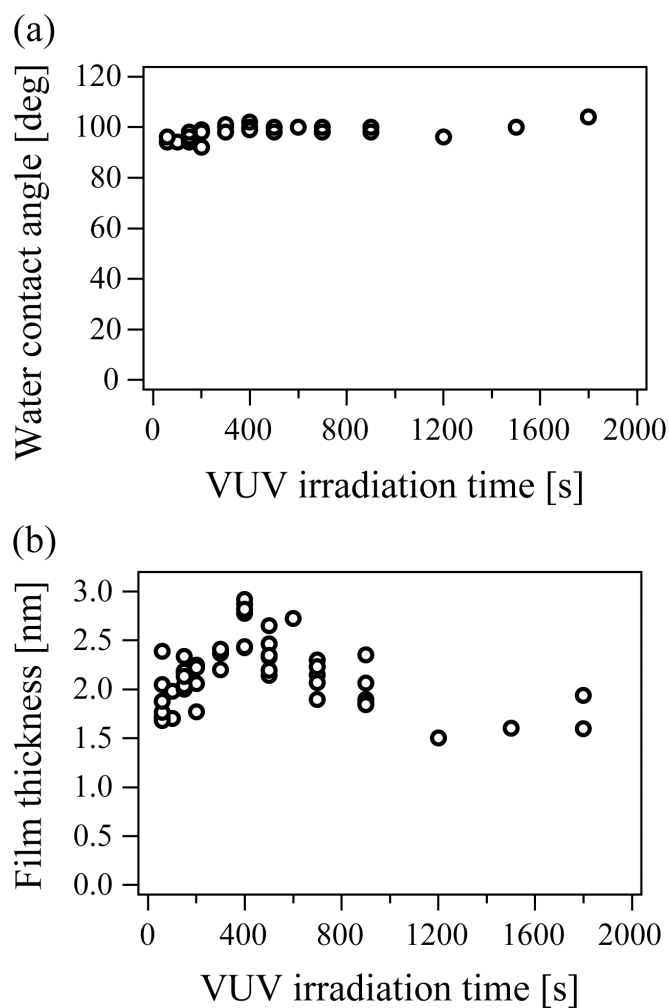 (a)
Water contact angle [deg]
120
100
80
60
40
20
0
0 400 800 1200 1600 2000
VUV irradiation time [s]
(b)
Film thickness [nm]
3.0
2.5
2.0
1.5
1.0
0.5
0.0
0 400 800 1200 1600 2000
VUV irradiation time [s]